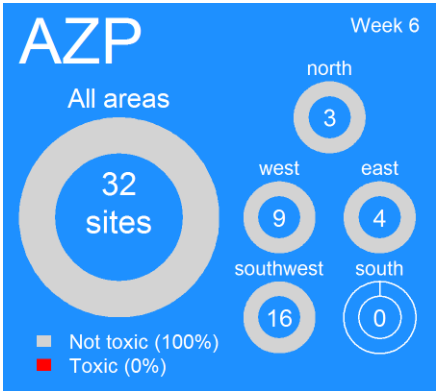 AZP
Week 6
All areas
32
sites
north
3
west
9
east
4
southwest
16
south
0
Not toxic (100%)
Toxic (0%)